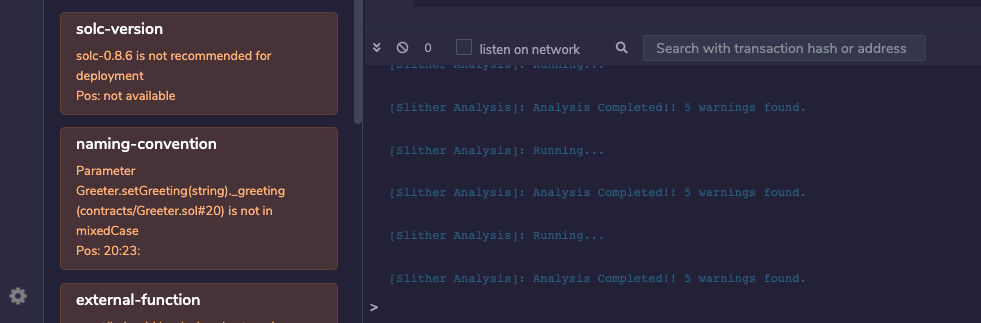 solc-version
solc-0.8.6 is not recommended for
deployment
Pos: not available
naming-convention
Parameter
Greeter.setGreeting(string)._greeting
(contracts/Greeter.sol#20) is not in
mixedCase
Pos: 20:23:
external-function
0
listen on network
Search with transaction hash or address
[Slither Analysis]: Running...
[Slither Analysis]: Analysis Completed!! 5 warnings found.
[Slither Analysis]: Running...
[Slither Analysis]: Analysis Completed!! 5 warnings found.
[Slither Analysis]: Running...
[Slither Analysis]: Analysis Completed!! 5 warnings found.
>